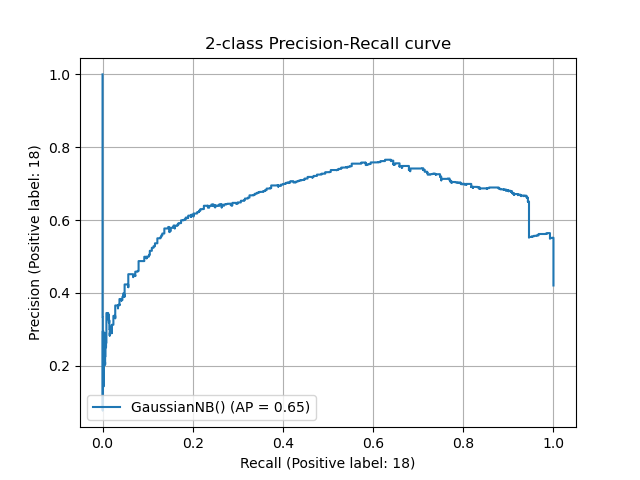 2-class Precision-Recall curve
Precision (Positive label: 18)
1.0
0.8
0.6
0.4
0.2
GaussianNB() (AP = 0.65)
0.0 0.2 0.4 0.6 0.8 1.0
Recall (Positive label: 18)